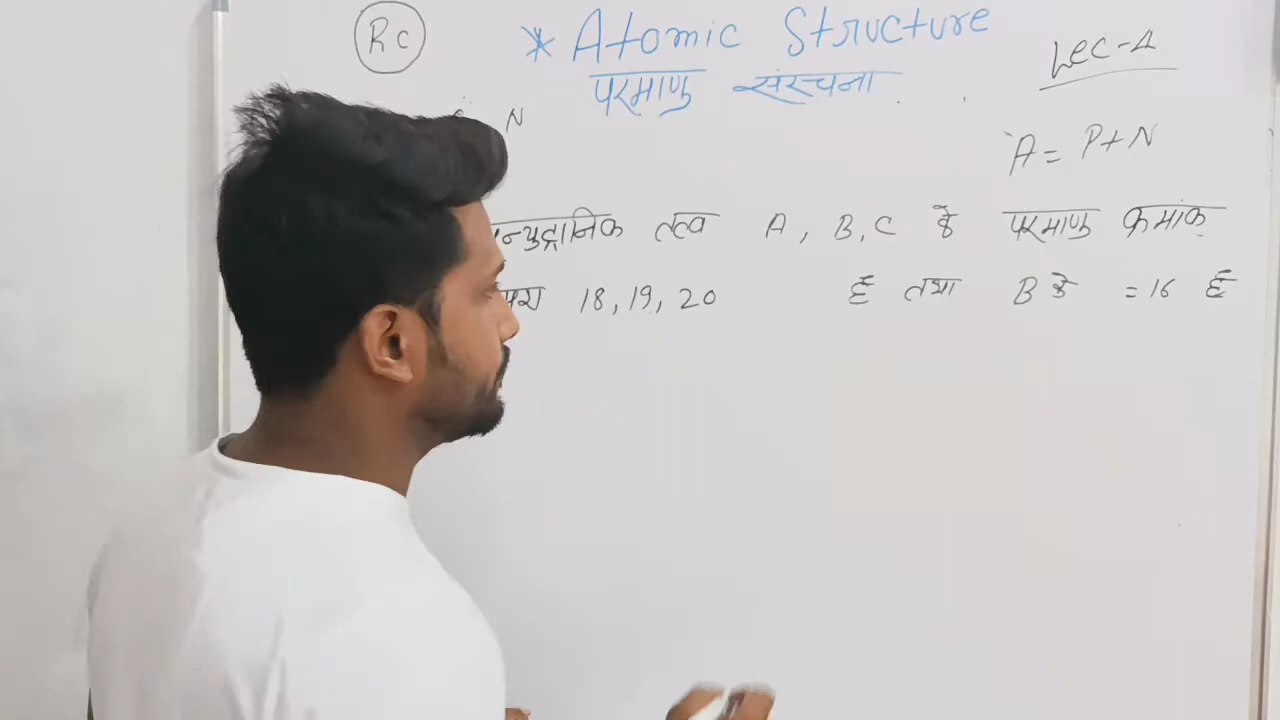 Rc
* Atomic Structure
परमाणु संरचना
Lec-4
N
A = P+N
न्युट्रानिक तत्व A, B, C के परमाणु क्रमांक
18, 19, 20 है तथा B के = 16 है